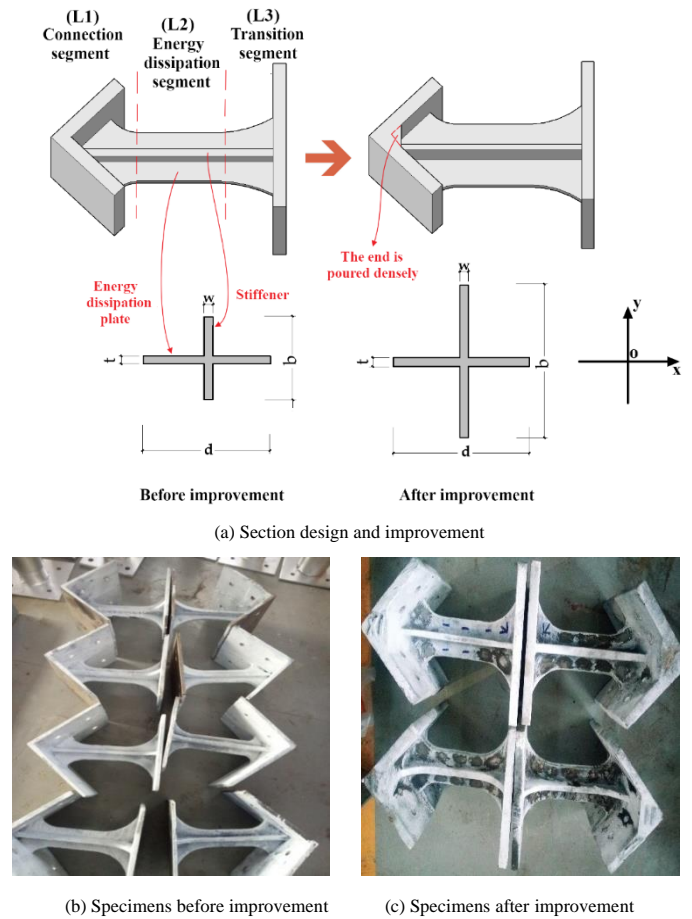 (L1)
Connection
segment
(L2)
Energy
dissipation
segment
(L3)
Transition
segment
The end is
poured densely
Energy
dissipation
plate
Stiffener
w
t
b
d
w
t
b
d
y
o
x
Before improvement
After improvement
(a) Section design and improvement
(b) Specimens before improvement
(c) Specimens after improvement